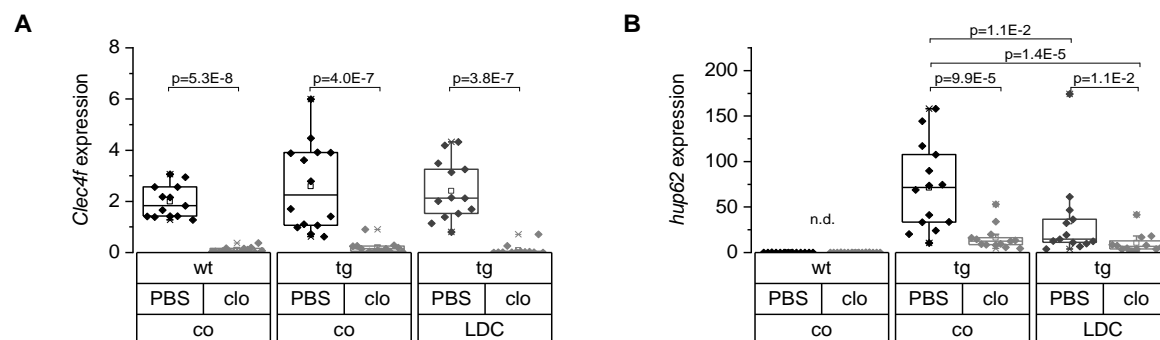 A
Clec4f expression
8
6
4
2
0
p=5.3E-8
p=4.0E-7
p=3.8E-7
wt
tg
tg
PBS
clo
PBS
clo
PBS
clo
co
co
LDC
B
hup62 expression
200
150
100
50
0
p=1.1E-2
p=1.4E-5
p=9.9E-5
p=1.1E-2
n.d.
wt
tg
tg
PBS
clo
PBS
clo
PBS
clo
co
co
LDC